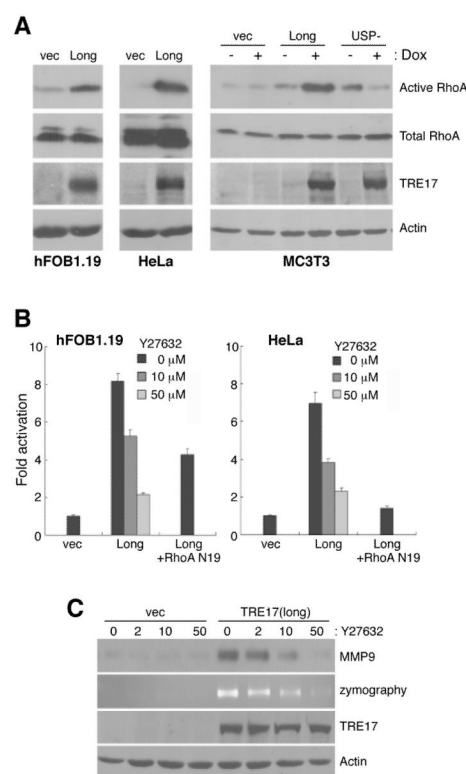 A
vec Long USP-
vec Long vec Long - + - + - + : Dox
Active RhoA
Total RhoA
TRE17
Actin
hFOB1.19 HeLa MC3T3
B
hFOB1.19 Y27632
0 μM
10 μM
50 μM
Fold activation
10
8
6
4
2
0
vec Long Long
+RhoA N19
HeLa Y27632
0 μM
10 μM
50 μM
10
8
6
4
2
0
vec Long Long
+RhoA N19
C
vec TRE17(long)
0 2 10 50 0 2 10 50 : Y27632
MMP9
zymography
TRE17
Actin